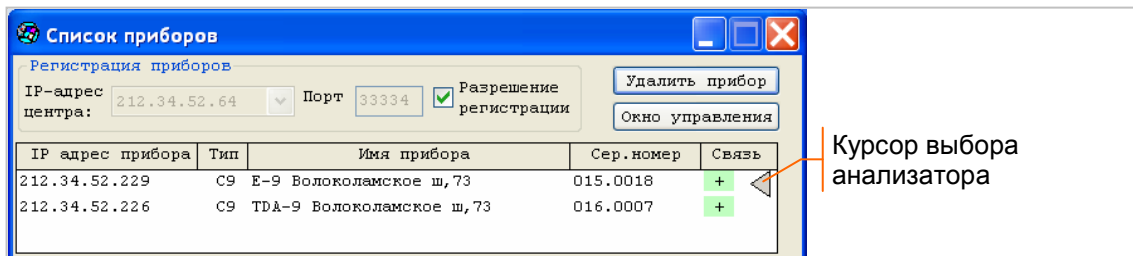 Список приборов
Регистрация приборов
IP-адрес центра: 212.34.52.64 Порт 33334 Разрешение регистрации
Удалить прибор
Окно управления
IP адрес прибора Тип Имя прибора Сер.номер Связь
212.34.52.229 C9 E-9 Волоколамское ш,73 015.0018 +
212.34.52.226 C9 TDA-9 Волоколамское ш,73 016.0007 +
Курсор выбора
анализатора